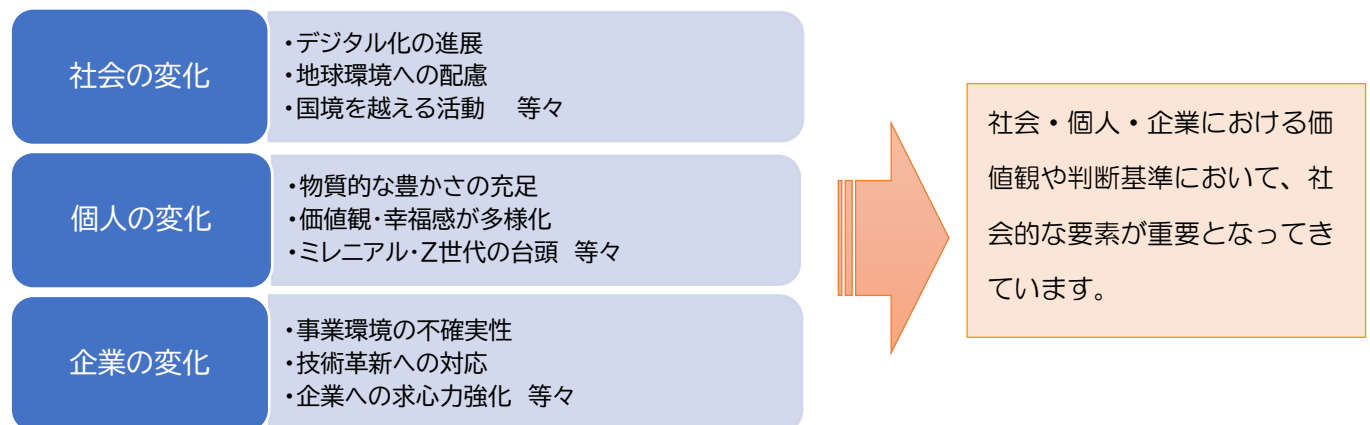 社会の変化
・デジタル化の進展
・地球環境への配慮
・国境を越える活動　等々
個人の変化
・物質的な豊かさの充足
・価値観・幸福感が多様化
・ミレニアル・Z世代の台頭　等々
企業の変化
・事業環境の不確実性
・技術革新への対応
・企業への求心力強化　等々
社会・個人・企業における価
値観や判断基準において、社
会的な要素が重要となってき
ています。